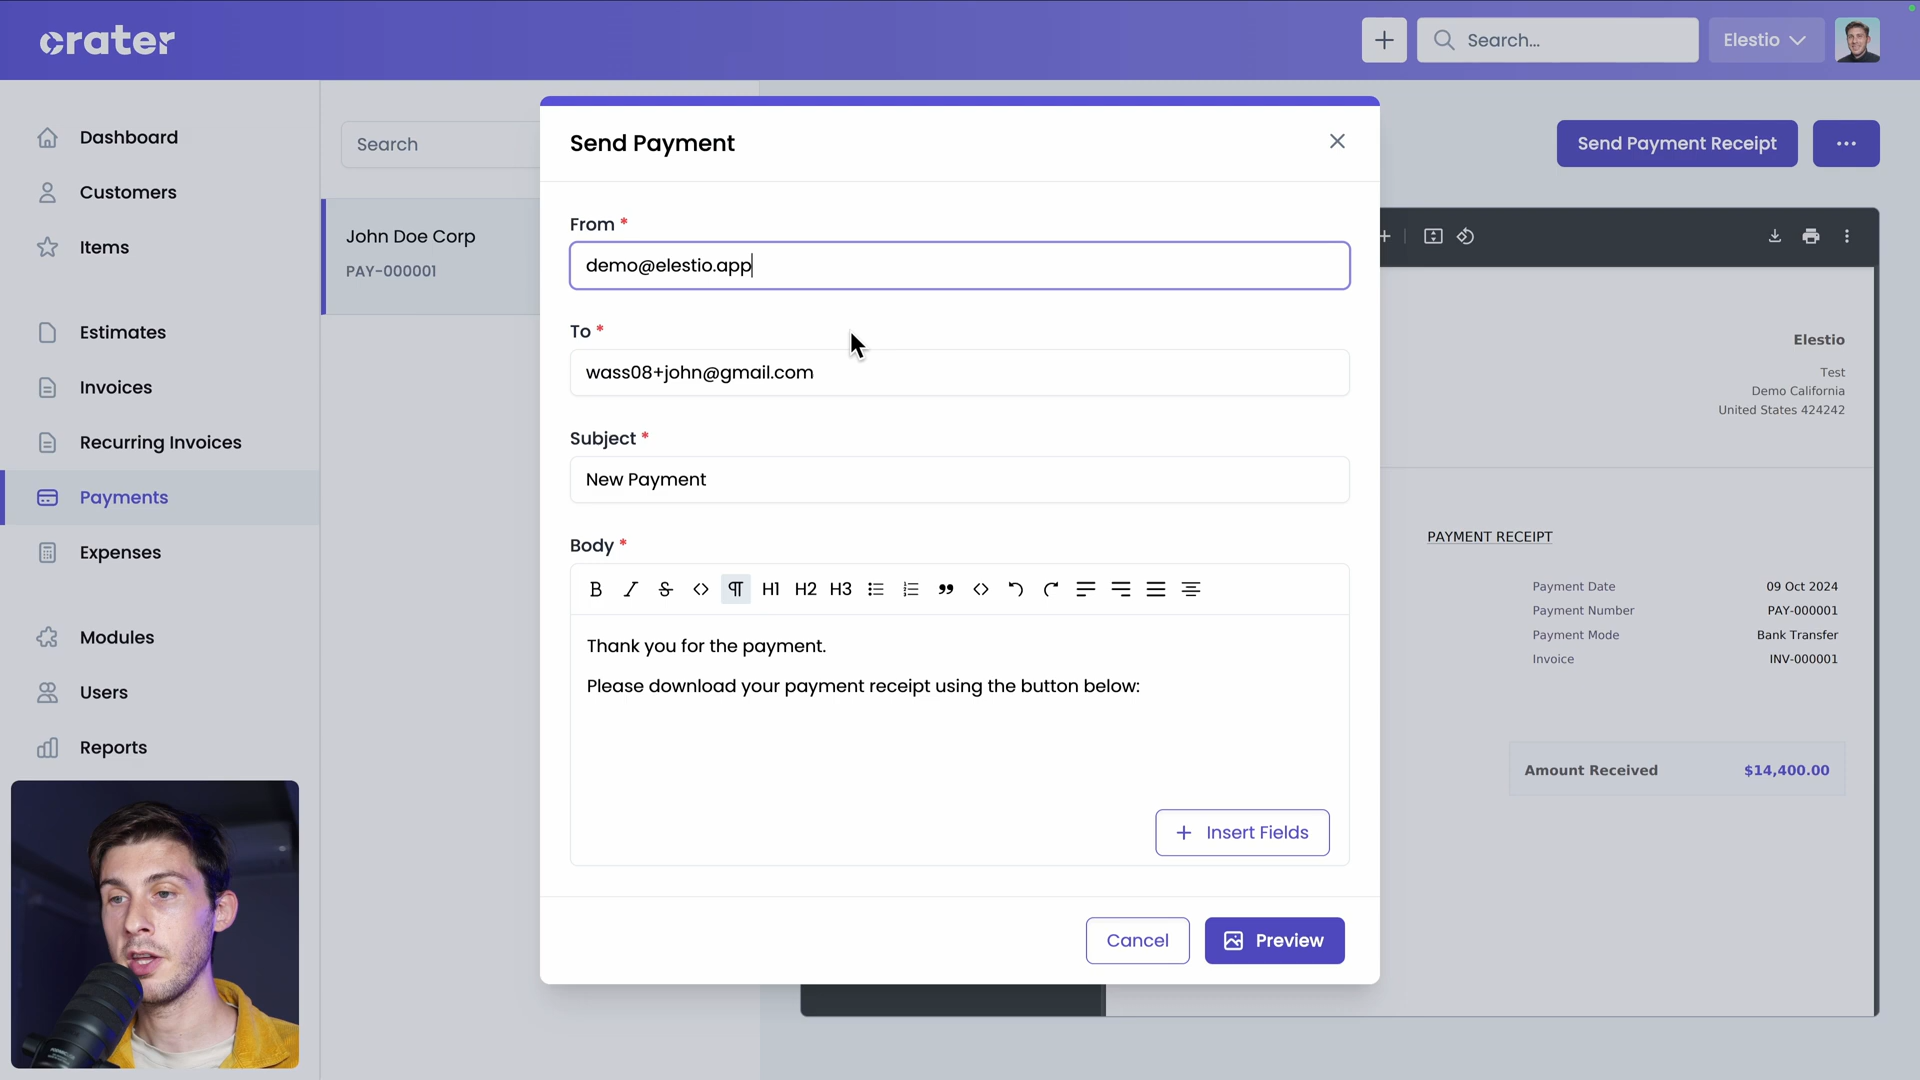 crater
Search...
Elestio
Dashboard
Customers
Items
Estimates
Invoices
Recurring Invoices
Payments
Expenses
Modules
Users
Reports
Search
John Doe Corp
PAY-000001
Send Payment
From *
demo@elestio.app
To *
wass08+john@gmail.com
Subject *
New Payment
Body *
H1 H2 H3
Thank you for the payment.
Please download your payment receipt using the button below:
+ Insert Fields
Cancel
Preview
Send Payment Receipt
Elestio
Test
Demo California
United States 424242
PAYMENT RECEIPT
Payment Date 09 Oct 2024
Payment Number PAY-000001
Payment Mode Bank Transfer
Invoice INV-000001
Amount Received $14,400.00